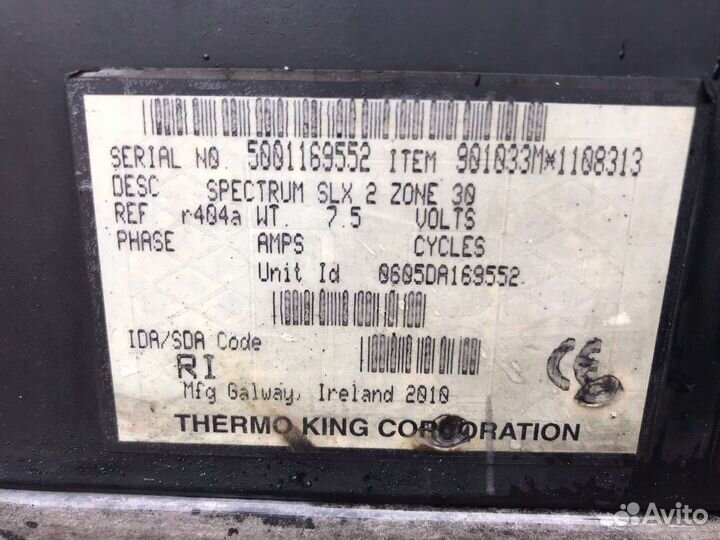 SERIAL NO 5001169552 ITEM 901033M*1108313
DESC SPECTRUM SLX 2 ZONE 30
REF r404a WT. 7.5 VOLTS
PHASE AMPS CYCLES
Unit Id 0605DA169552
IDA/SDA Code
RI
CE
Mfg Galway, Ireland 2010
THERMO KING CORPORATION
Avito